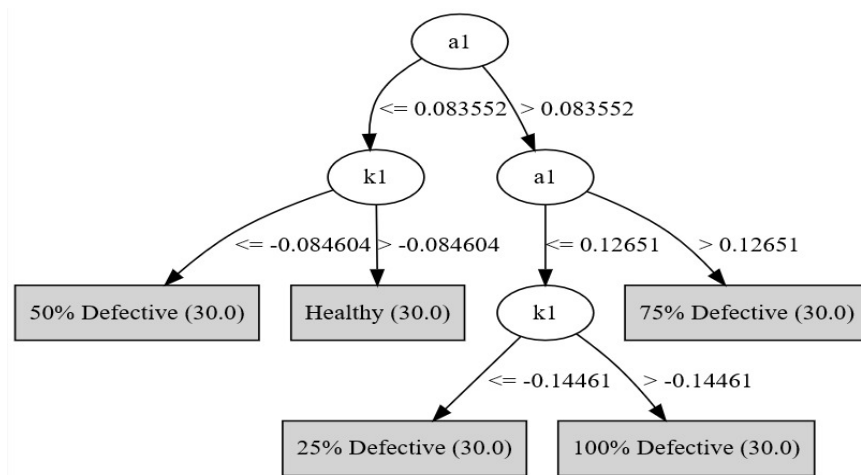 a1
<= 0.083552 > 0.083552
k1 a1
<= -0.084604 > -0.084604 <= 0.12651 > 0.12651
50% Defective (30.0) Healthy (30.0) k1 75% Defective (30.0)
<= -0.14461 > -0.14461
25% Defective (30.0) 100% Defective (30.0)